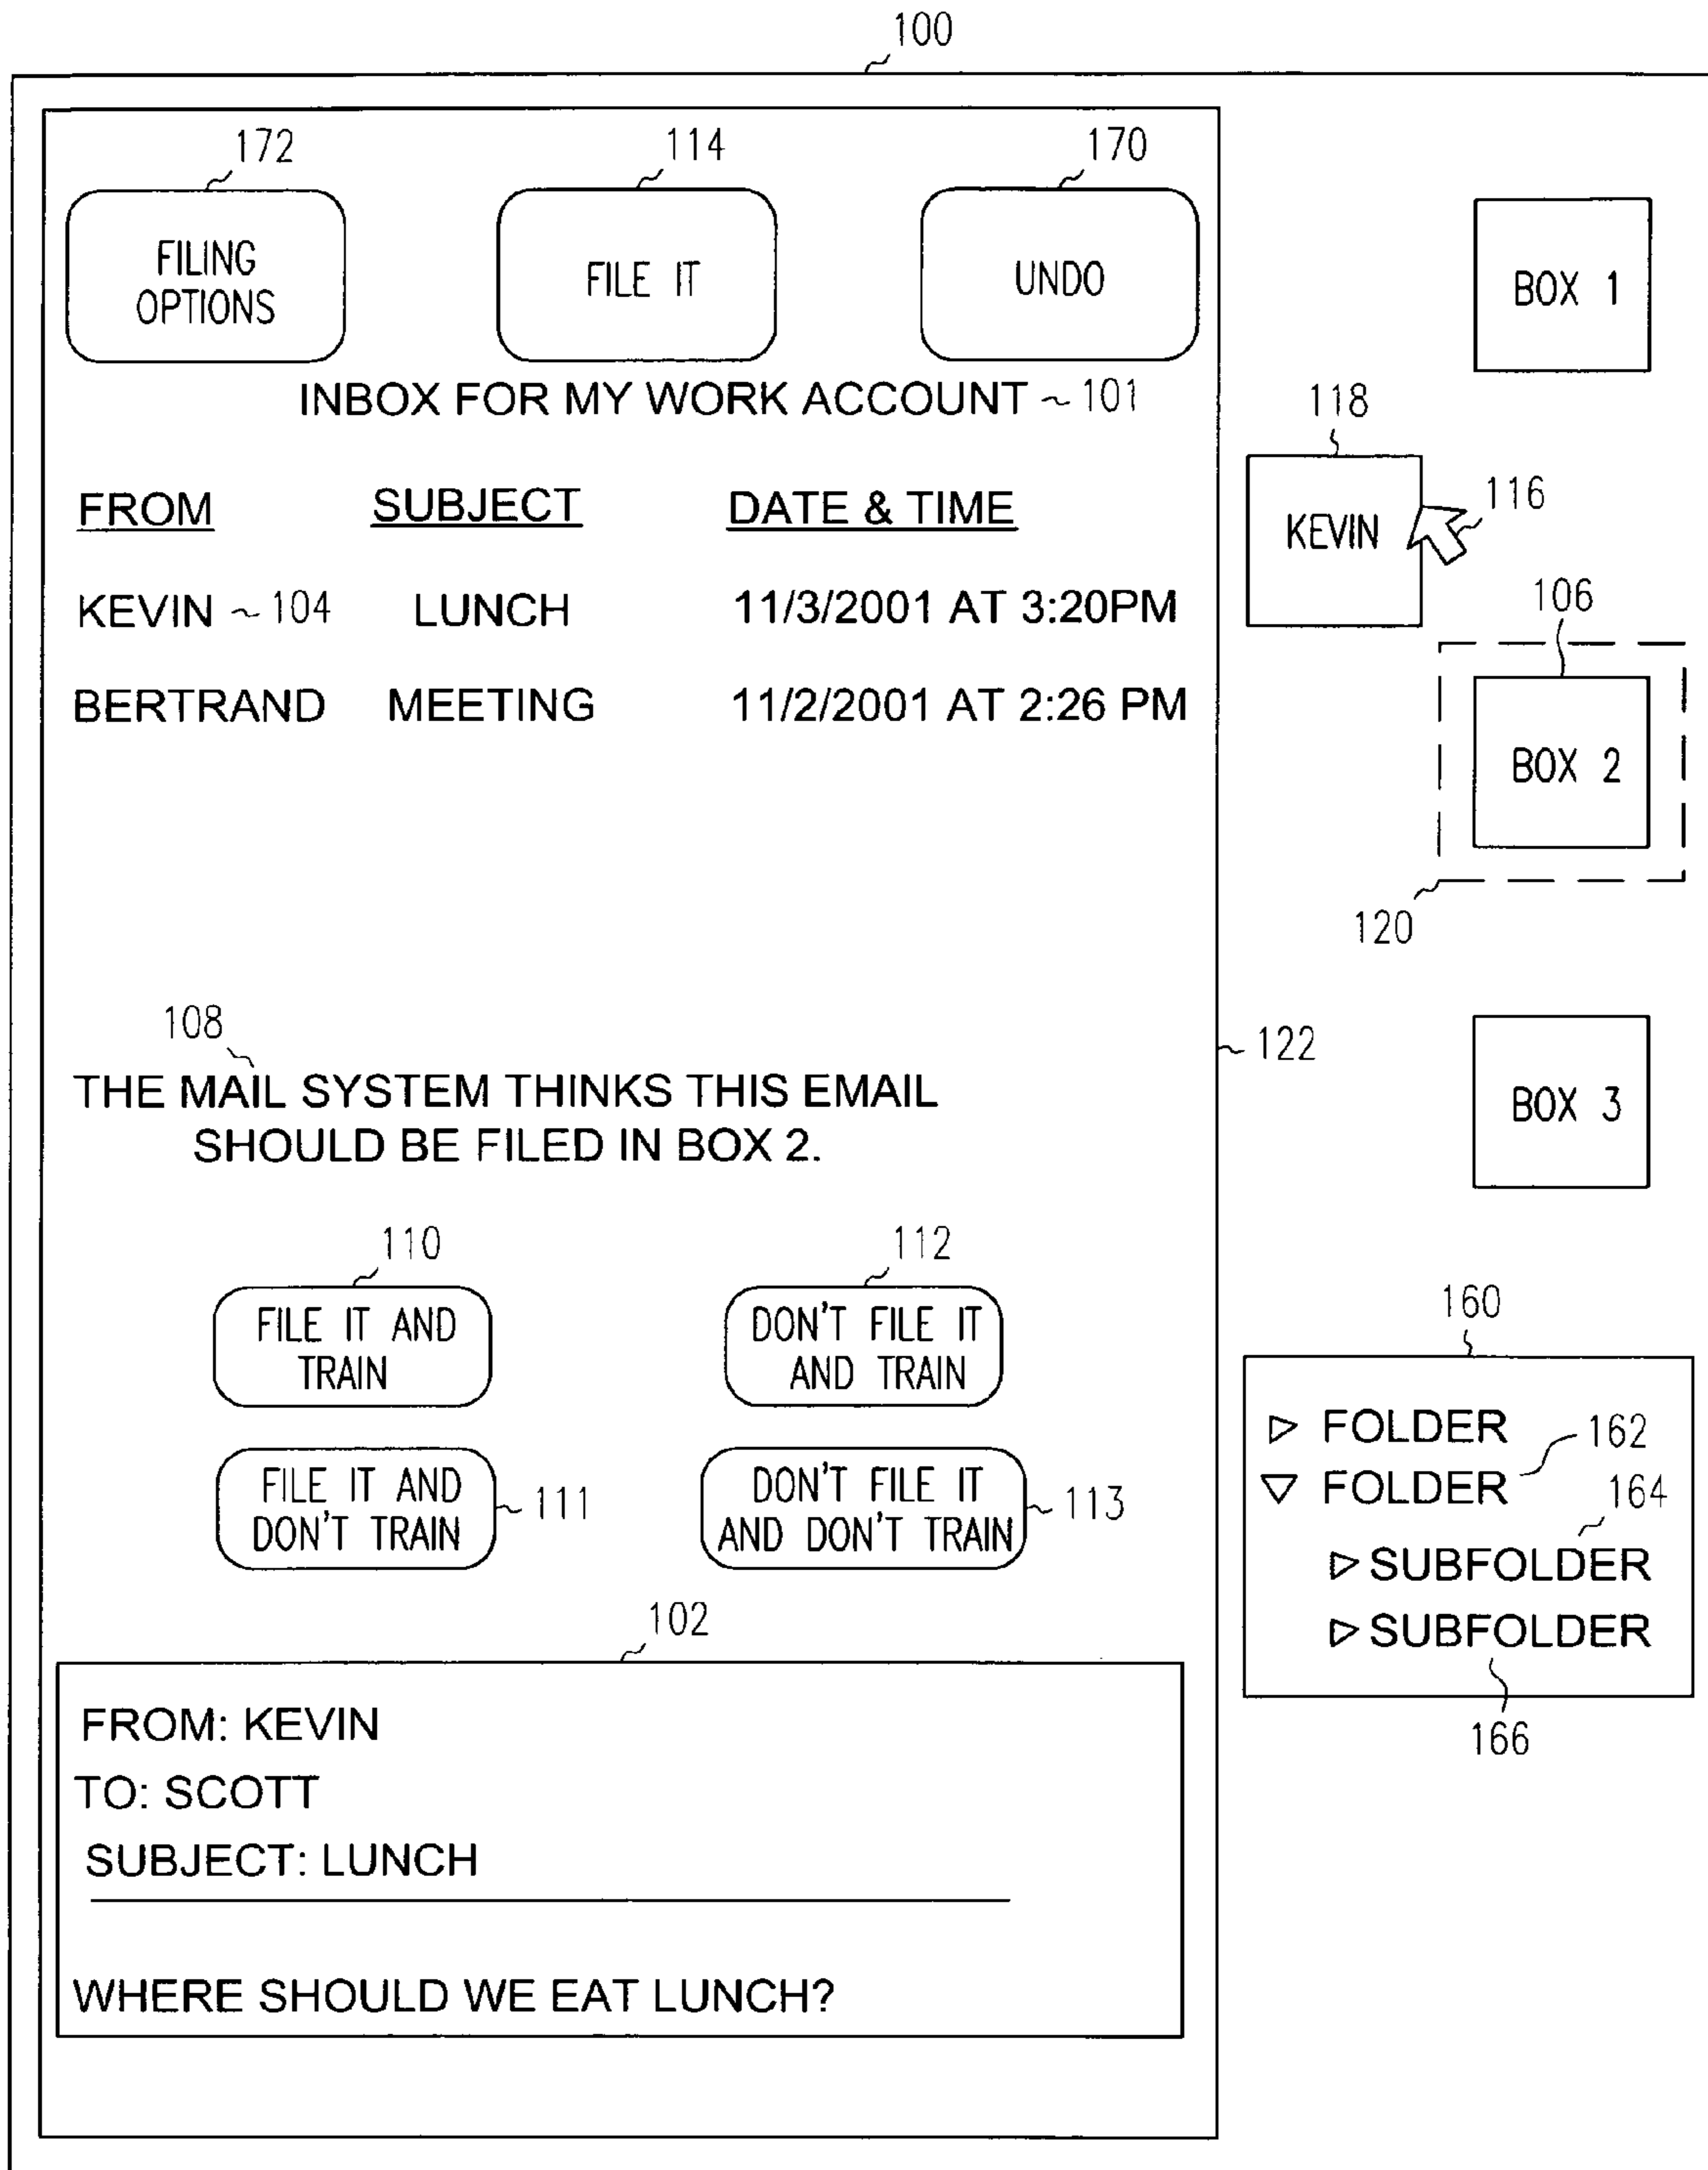 100
172
114
170
FILING
OPTIONS
FILE IT
UNDO
BOX 1
INBOX FOR MY WORK ACCOUNT ~ 101
118
FROM SUBJECT DATE & TIME
KEVIN
116
KEVIN ~ 104 LUNCH 11/3/2001 AT 3:20PM
106
BERTRAND MEETING 11/2/2001 AT 2:26 PM
BOX 2
120
108
122
THE MAIL SYSTEM THINKS THIS EMAIL
SHOULD BE FILED IN BOX 2.
BOX 3
110
112
FILE IT AND
TRAIN
DON'T FILE IT
AND TRAIN
FILE IT AND
DON'T TRAIN
111
DON'T FILE IT
AND DON'T TRAIN
113
160
▷ FOLDER
162
▽ FOLDER
164
▷ SUBFOLDER
▷ SUBFOLDER
166
102
FROM: KEVIN
TO: SCOTT
SUBJECT: LUNCH
WHERE SHOULD WE EAT LUNCH?